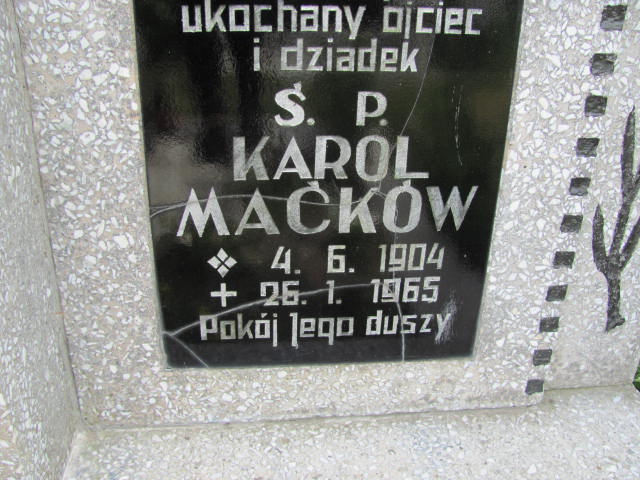 ukochany ojciec
i dziadek
Ś. P.
KAROL
MAĆKÓW
❖ 4. 6. 1904
+ 26. 1. 1965
Pokój Jego duszy